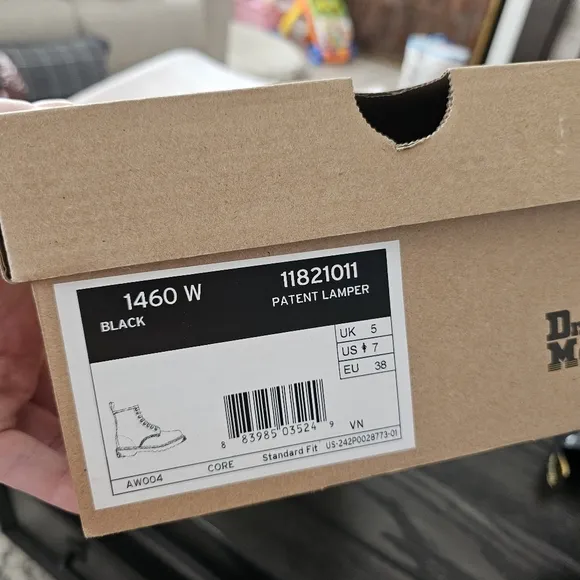 1460 W
11821011
BLACK
PATENT LAMPER
UK 5
US 7
EU 38
8 83985 03524 9
VN
AW004
CORE
Standard Fit
US-242P0028773-01